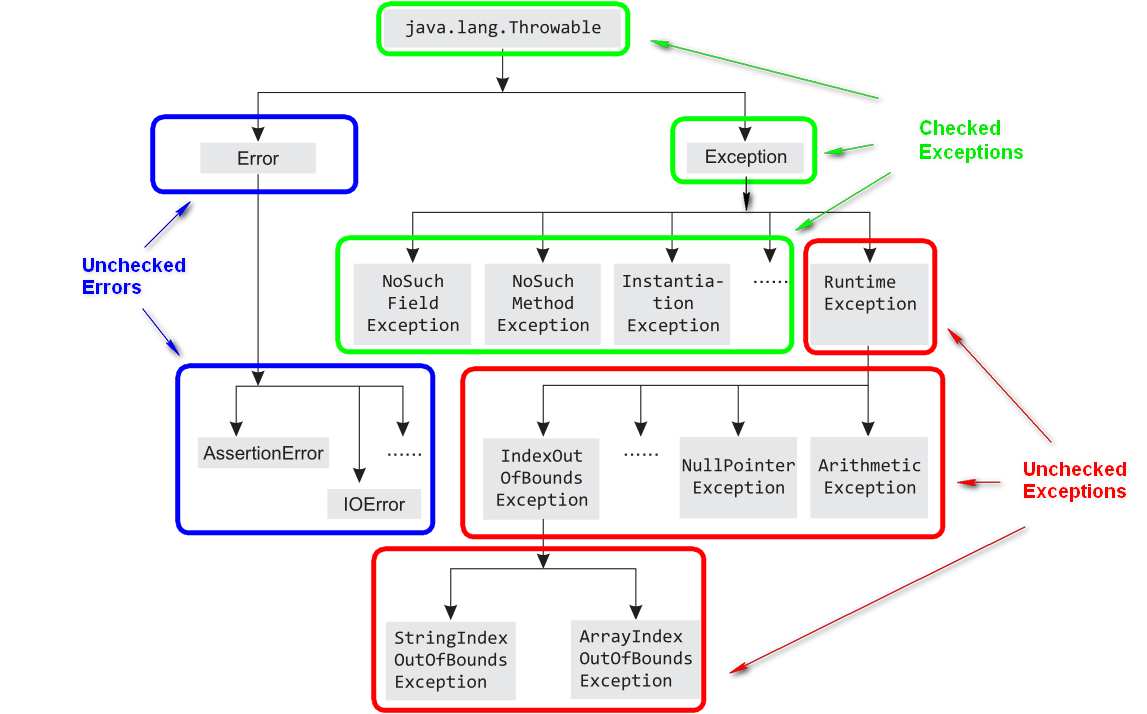 java.lang.Throwable
Error
Exception
Checked
Exceptions
Unchecked
Errors
NoSuch
Field
Exception
NoSuch
Method
Exception
Instantia-
tion
Exception
......
Runtime
Exception
AssertionError
......
IOError
IndexOut
OfBounds
Exception
......
NullPointer
Exception
Arithmetic
Exception
Unchecked
Exceptions
StringIndex
OutOfBounds
Exception
ArrayIndex
OutOfBounds
Exception